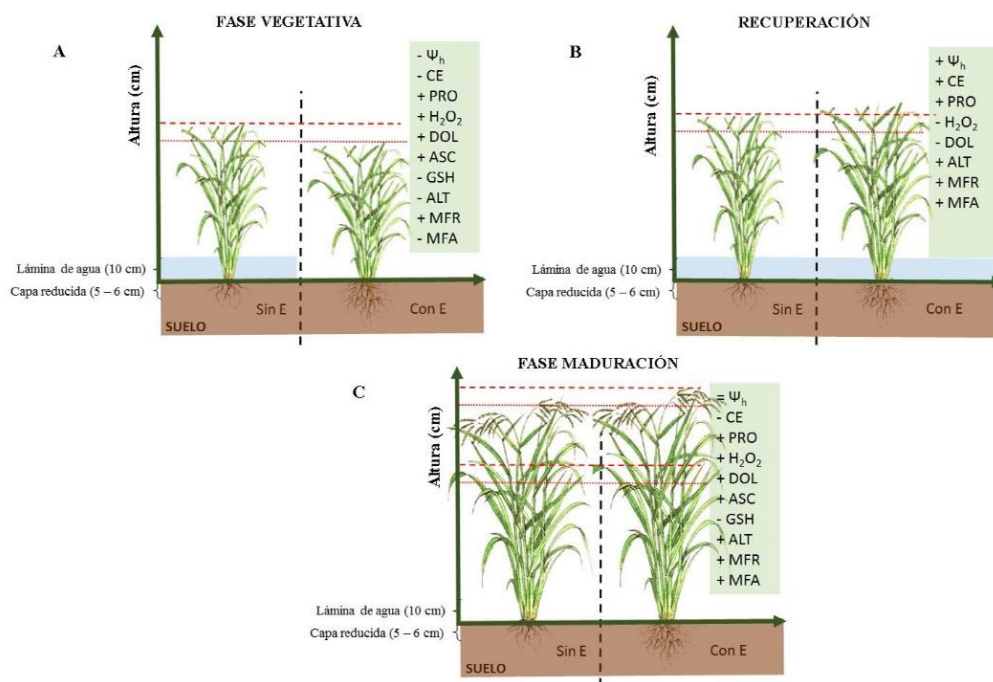 FASE VEGETATIVA
A
Altura (cm)
- Ψh
- CE
+ PRO
+ H2O2
+ DOL
+ ASC
- GSH
- ALT
+ MFR
- MFA
Lámina de agua (10 cm)
Capa reducida (5 – 6 cm)
Sin E
Con E
SUELO
RECUPERACIÓN
B
Altura (cm)
+ Ψh
+ CE
+ PRO
- H2O2
- DOL
+ ALT
+ MFR
+ MFA
Lámina de agua (10 cm)
Capa reducida (5 – 6 cm)
Sin E
Con E
SUELO
FASE MADURACIÓN
C
Altura (cm)
= Ψh
- CE
+ PRO
+ H2O2
+ DOL
+ ASC
- GSH
+ ALT
+ MFR
+ MFA
Lámina de agua (10 cm)
Capa reducida (5 – 6 cm)
Sin E
Con E
SUELO